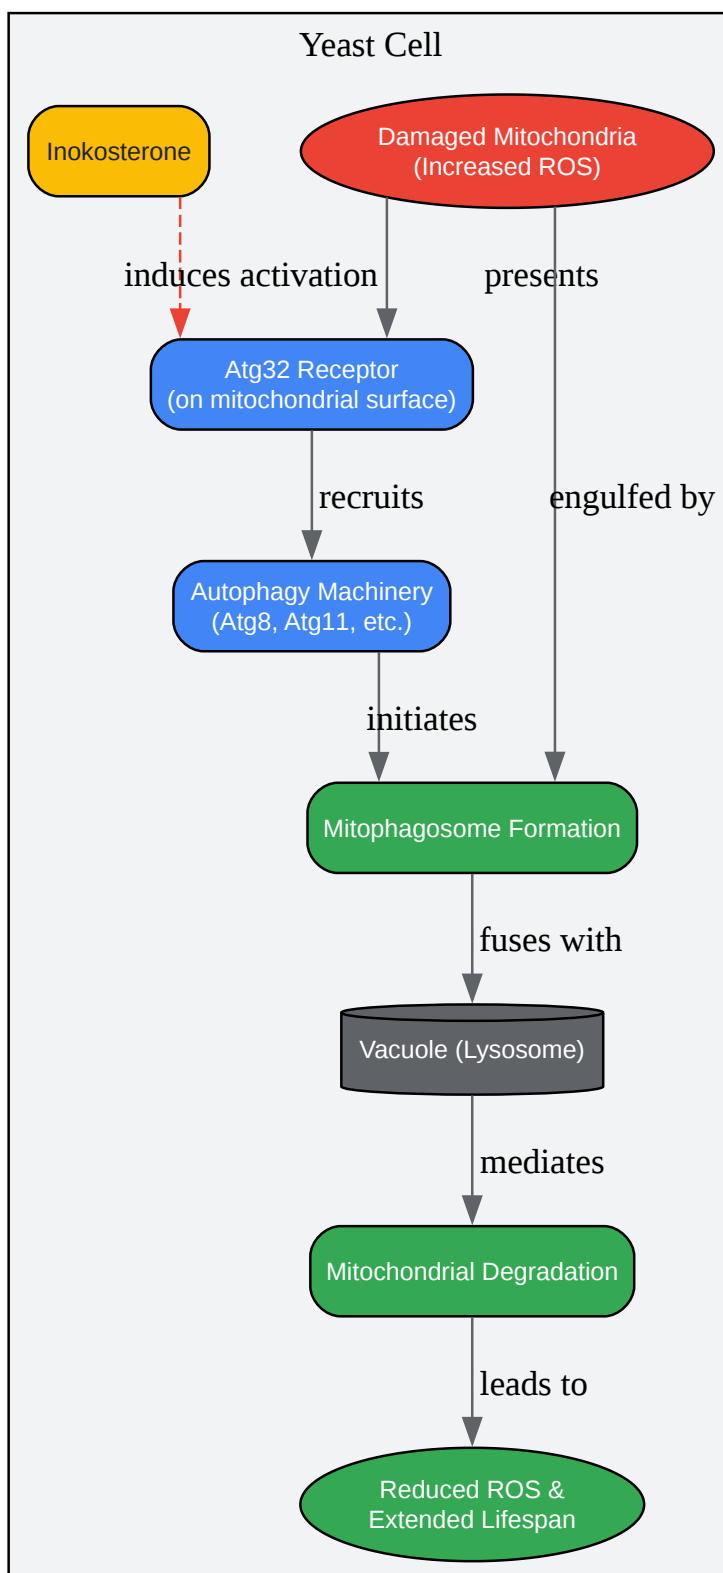 Yeast Cell
Inokosterone
Damaged Mitochondria
(Increased ROS)
induces activation
presents
Atg32 Receptor
(on mitochondrial surface)
recruits
engulfed by
Autophagy Machinery
(Atg8, Atg11, etc.)
initiates
Mitophagosome Formation
fuses with
Vacuole (Lysosome)
mediates
Mitochondrial Degradation
leads to
Reduced ROS &
Extended Lifespan